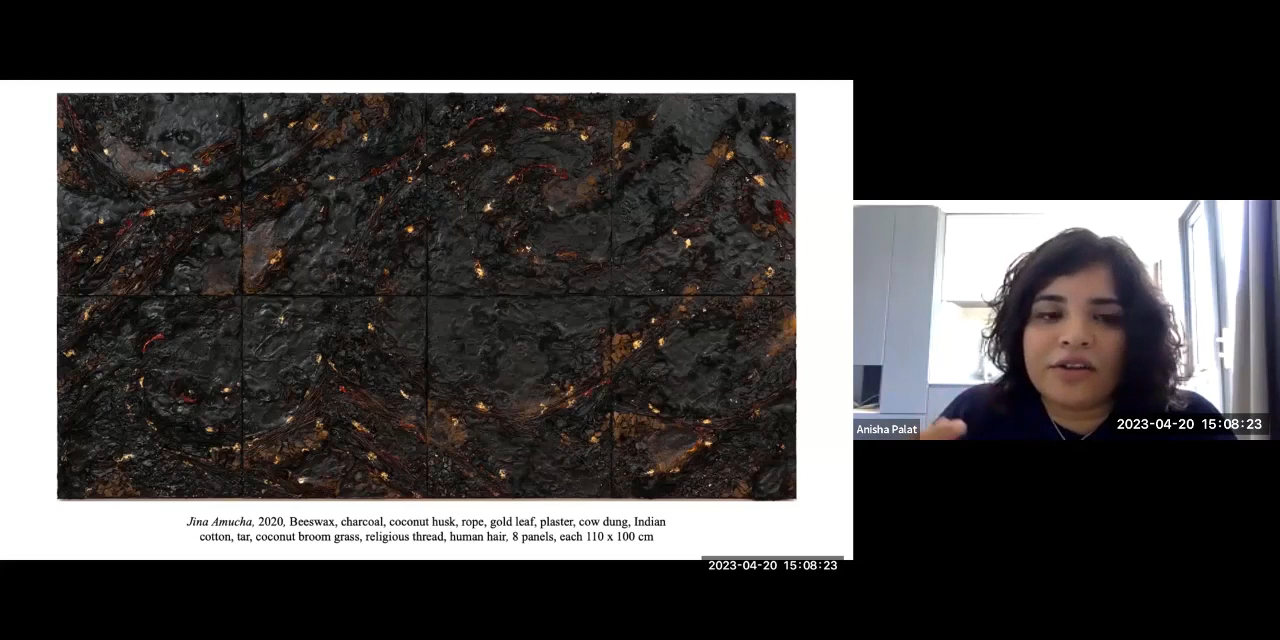 Jina Amucha, 2020, Beeswax, charcoal, coconut husk, rope, gold leaf, plaster, cow dung, Indian
cotton, tar, coconut broom grass, religious thread, human hair, 8 panels, each 110 x 100 cm
2023-04-20 15:08:23
Anisha Palat
2023-04-20 15:08:23